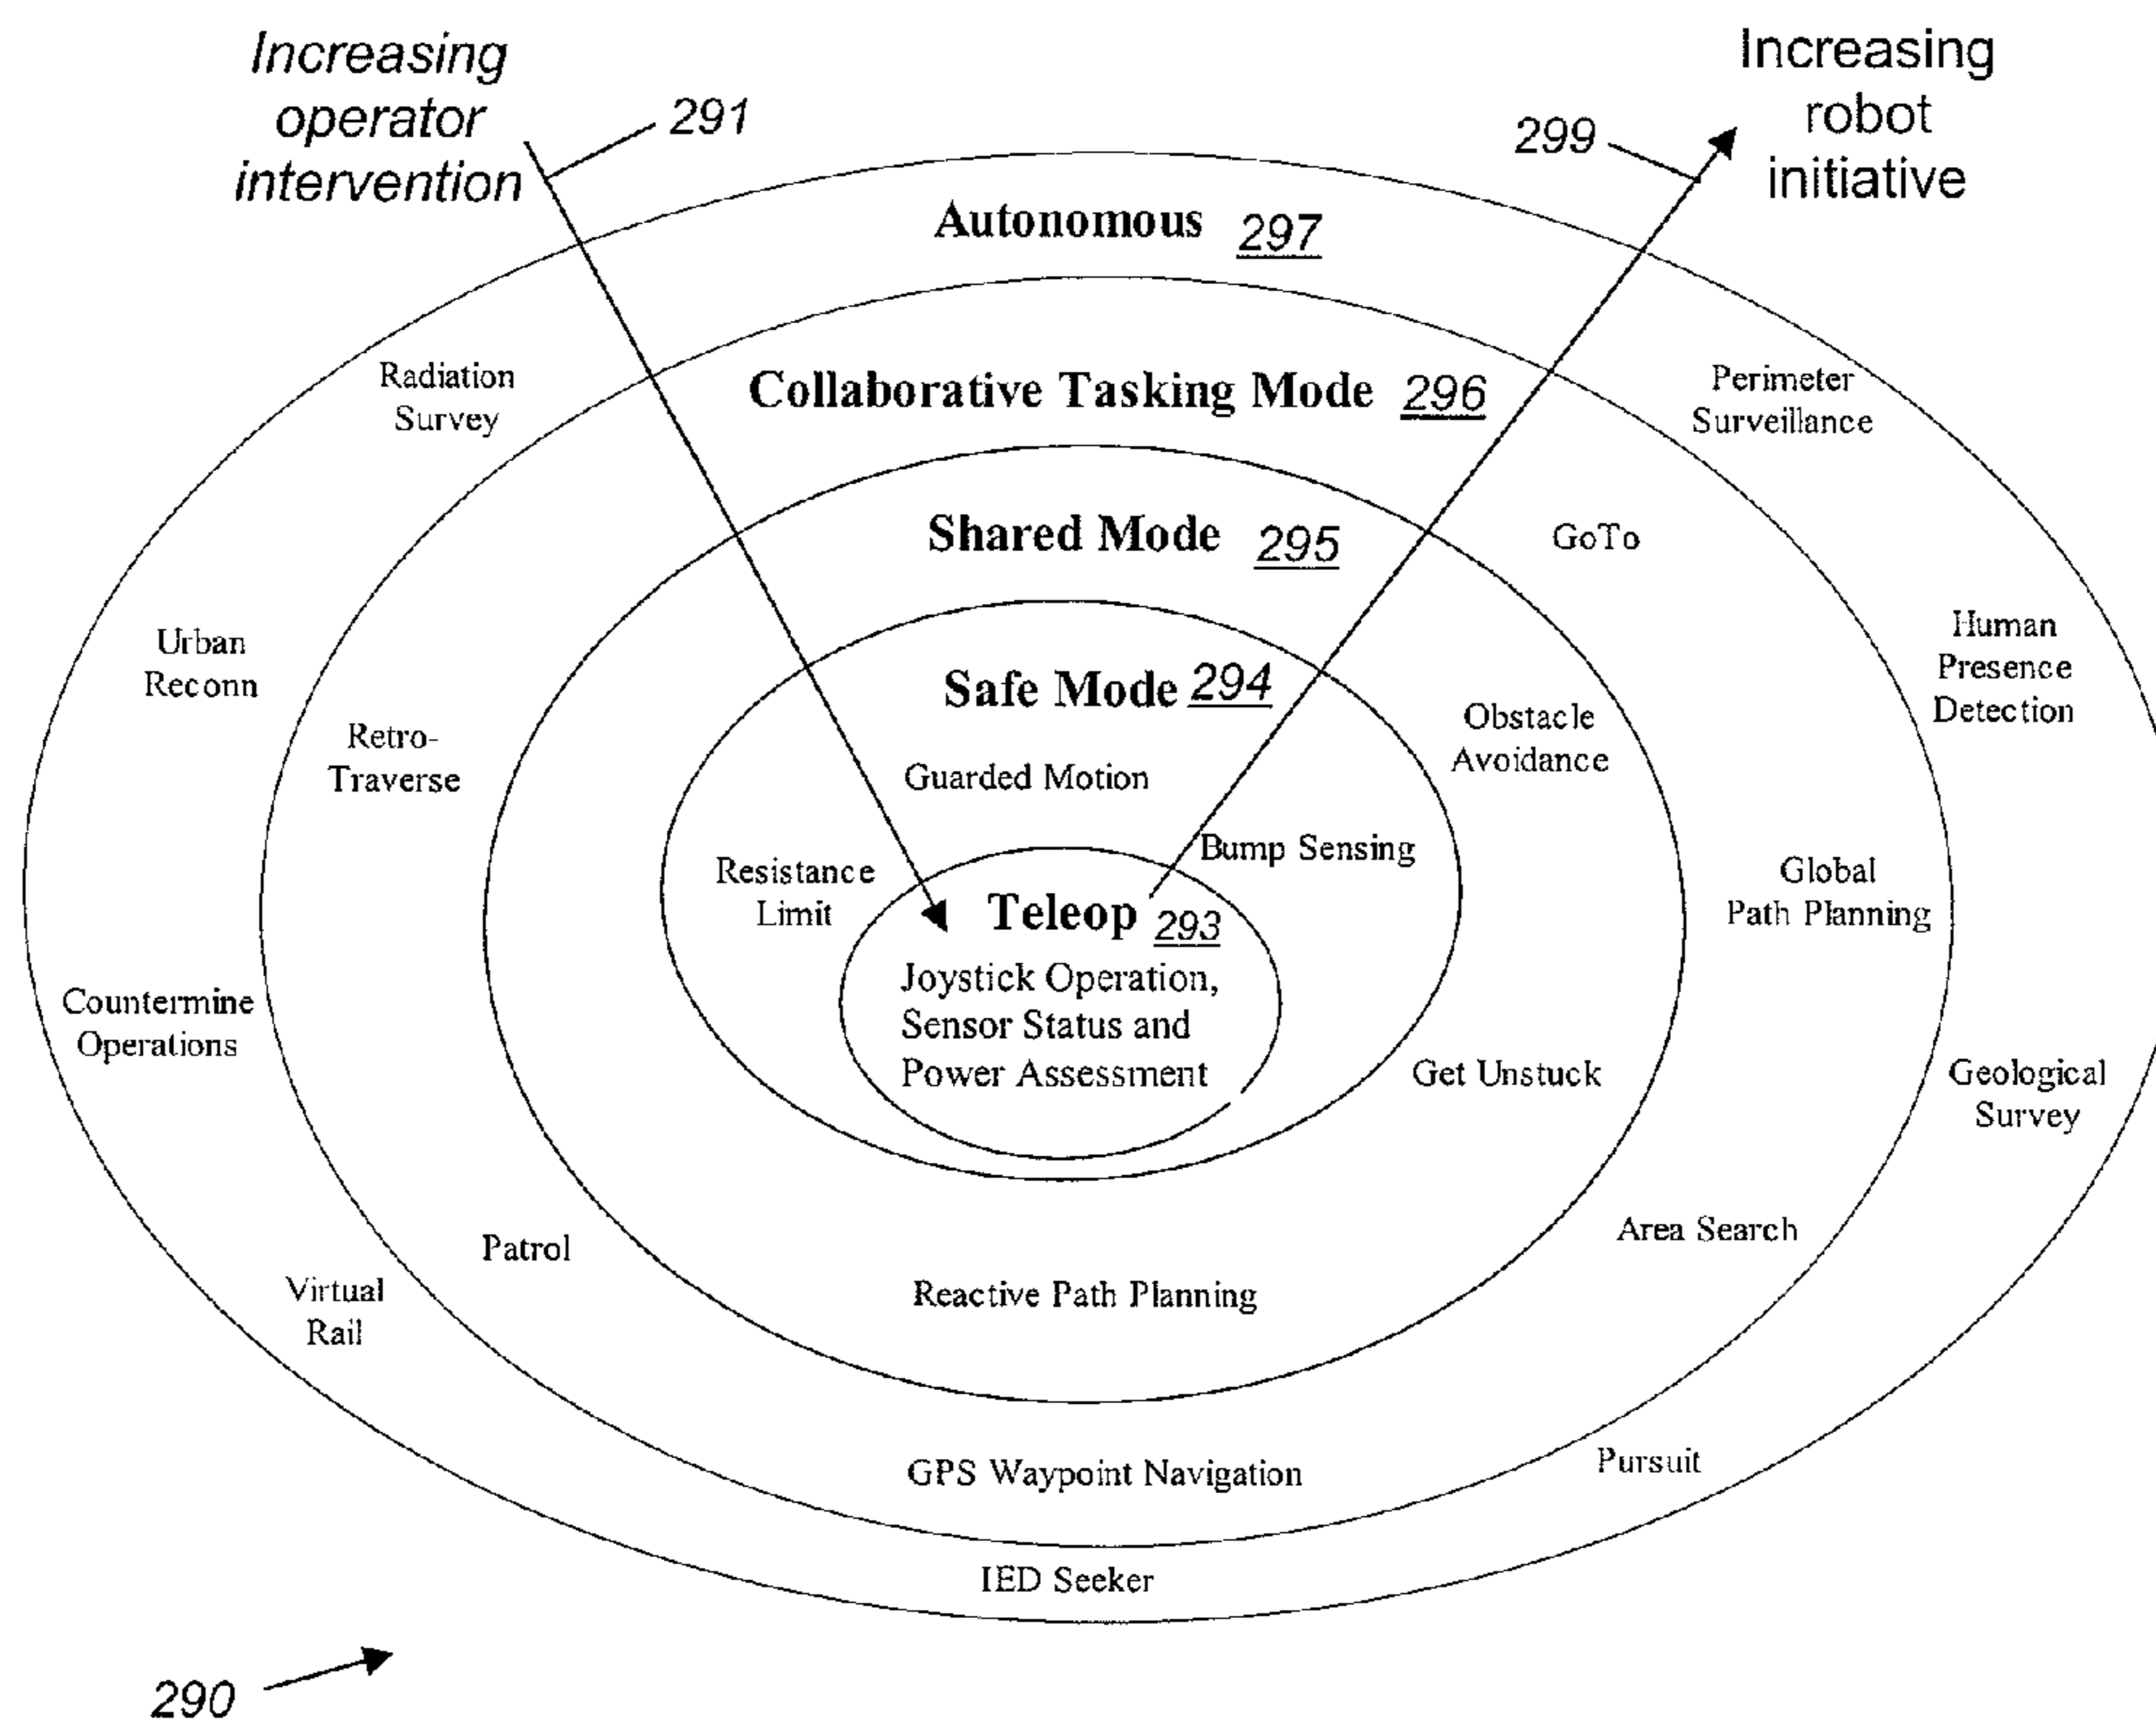 Increasing
operator
intervention
291
299
Increasing
robot
initiative
Autonomous 297
Radiation
Survey
Collaborative Tasking Mode 296
Perimeter
Surveillance
Shared Mode 295
GoTo
Urban
Reconn
Safe Mode 294
Human
Presence
Detection
Retro-
Traverse
Guarded Motion
Obstacle
Avoidance
Resistance
Limit
Bump Sensing
Global
Path Planning
Teleop 293
Joystick Operation,
Sensor Status and
Power Assessment
Countermine
Operations
Get Unstuck
Geological
Survey
Patrol
Area Search
Virtual
Rail
Reactive Path Planning
GPS Waypoint Navigation
Pursuit
IED Seeker
290